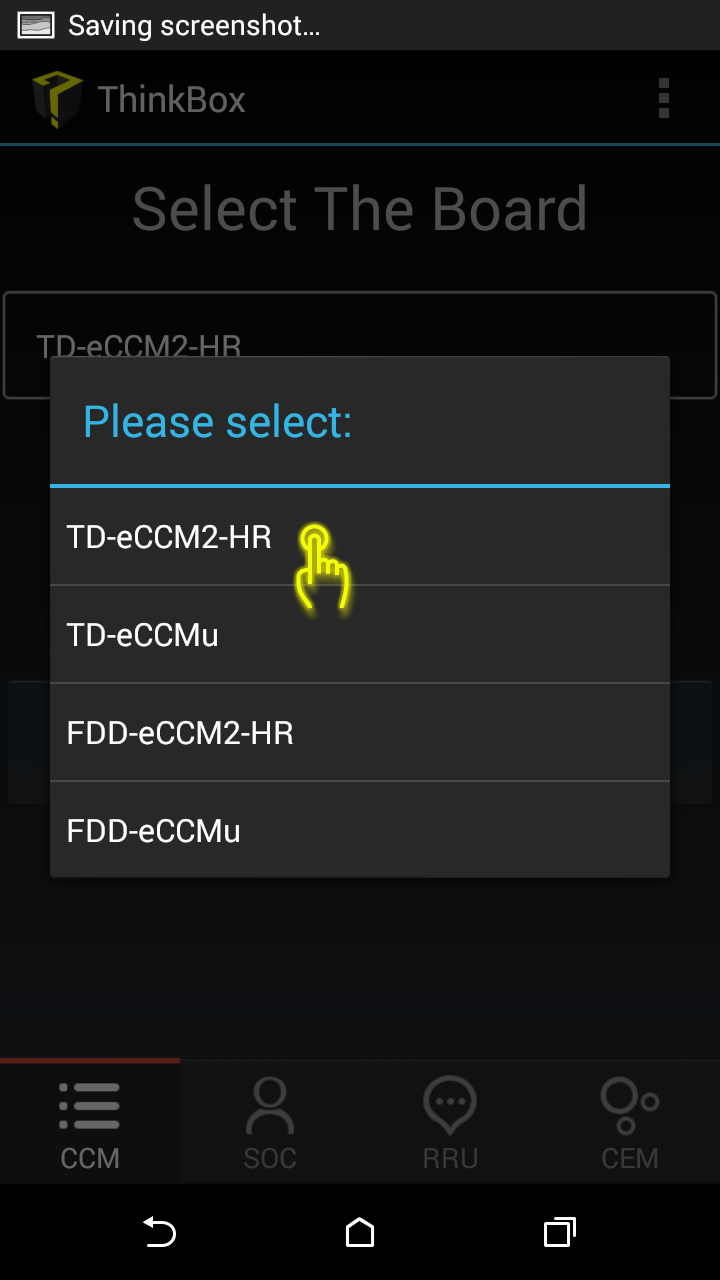 Saving screenshot...
ThinkBox
Select The Board
TD-eCCM2-HR
Please select:
TD-eCCM2-HR
TD-eCCMu
FDD-eCCM2-HR
FDD-eCCMu
CCM
SOC
RRU
CEM